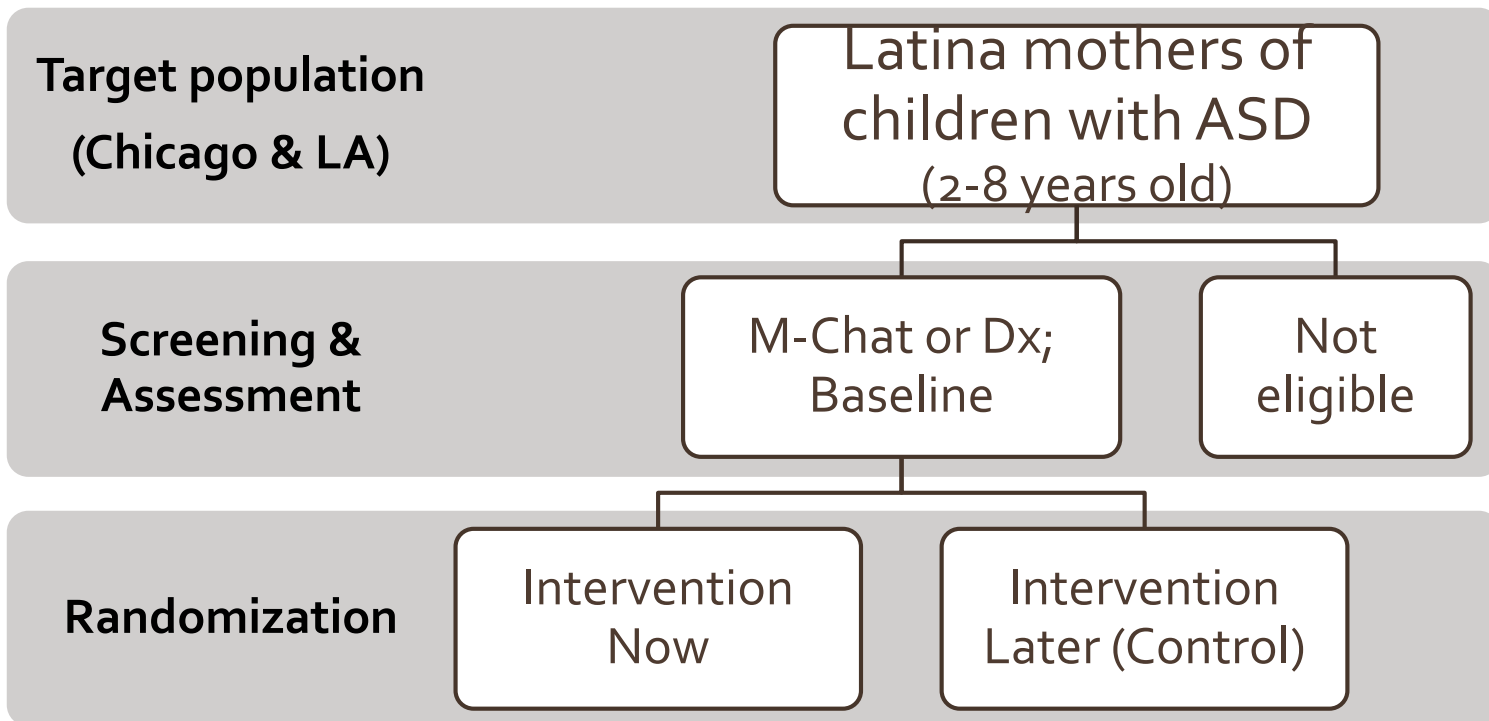 Target population
(Chicago & LA)
Latina mothers of
children with ASD
(2-8 years old)
Screening &
Assessment
M-Chat or Dx;
Baseline
Not
eligible
Randomization
Intervention
Now
Intervention
Later (Control)